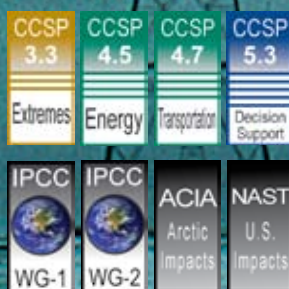 CCSP CCSP CCSP CCSP
3.3 4.5 4.7 5.3
Extremes Energy Transportation Decision
Support
IPCC IPCC ACIA NAST
WG-1 WG-2 Arctic U.S.
Impacts Impacts